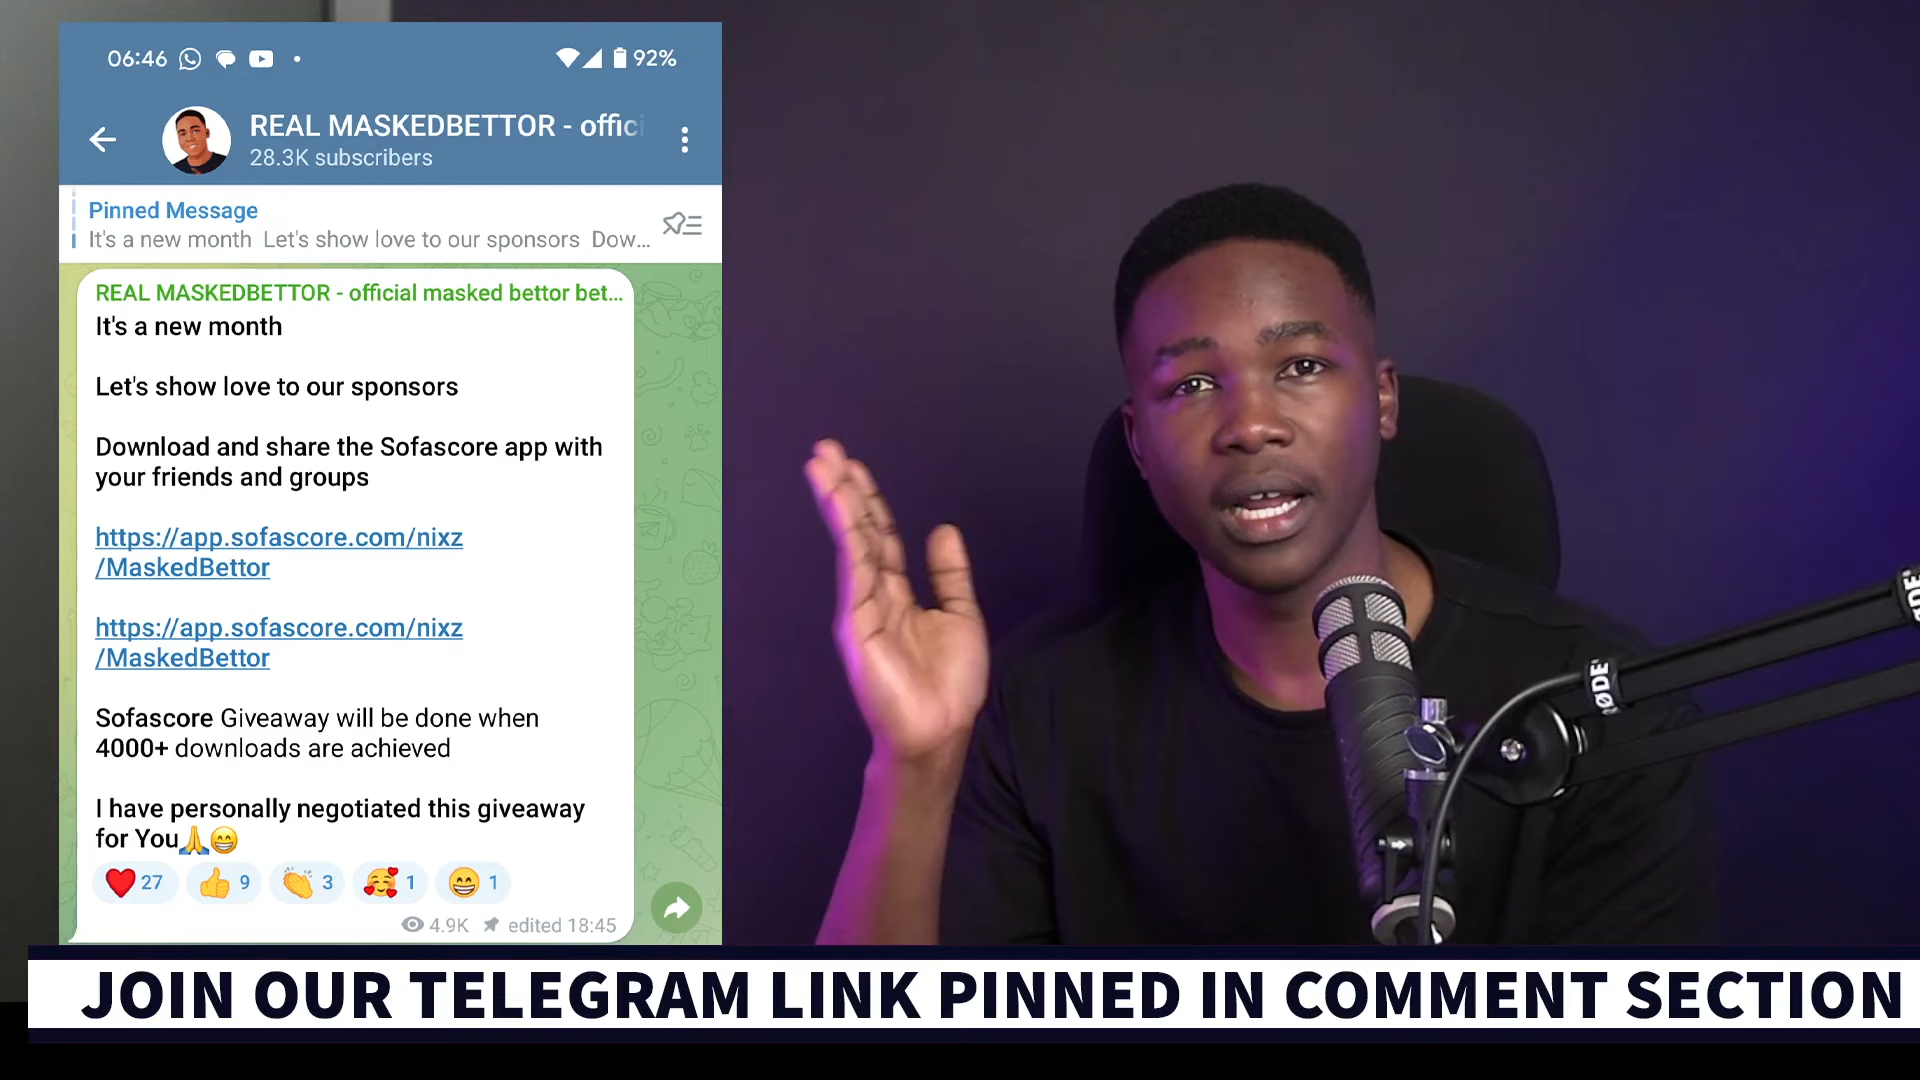 06:46
92%
REAL MASKEDBETTOR - offici
28.3K subscribers
Pinned Message
It's a new month Let's show love to our sponsors Dow...
REAL MASKEDBETTOR - official masked bettor bet...
It's a new month
Let's show love to our sponsors
Download and share the Sofascore app with
your friends and groups
https://app.sofascore.com/nixz
/MaskedBettor
https://app.sofascore.com/nixz
/MaskedBettor
Sofascore Giveaway will be done when
4000+ downloads are achieved
I have personally negotiated this giveaway
for You🙏😁
❤️ 27 👍 9 👏 3 🥰 1 😁 1
4.9K edited 18:45
RØDE
JOIN OUR TELEGRAM LINK PINNED IN COMMENT SECTION